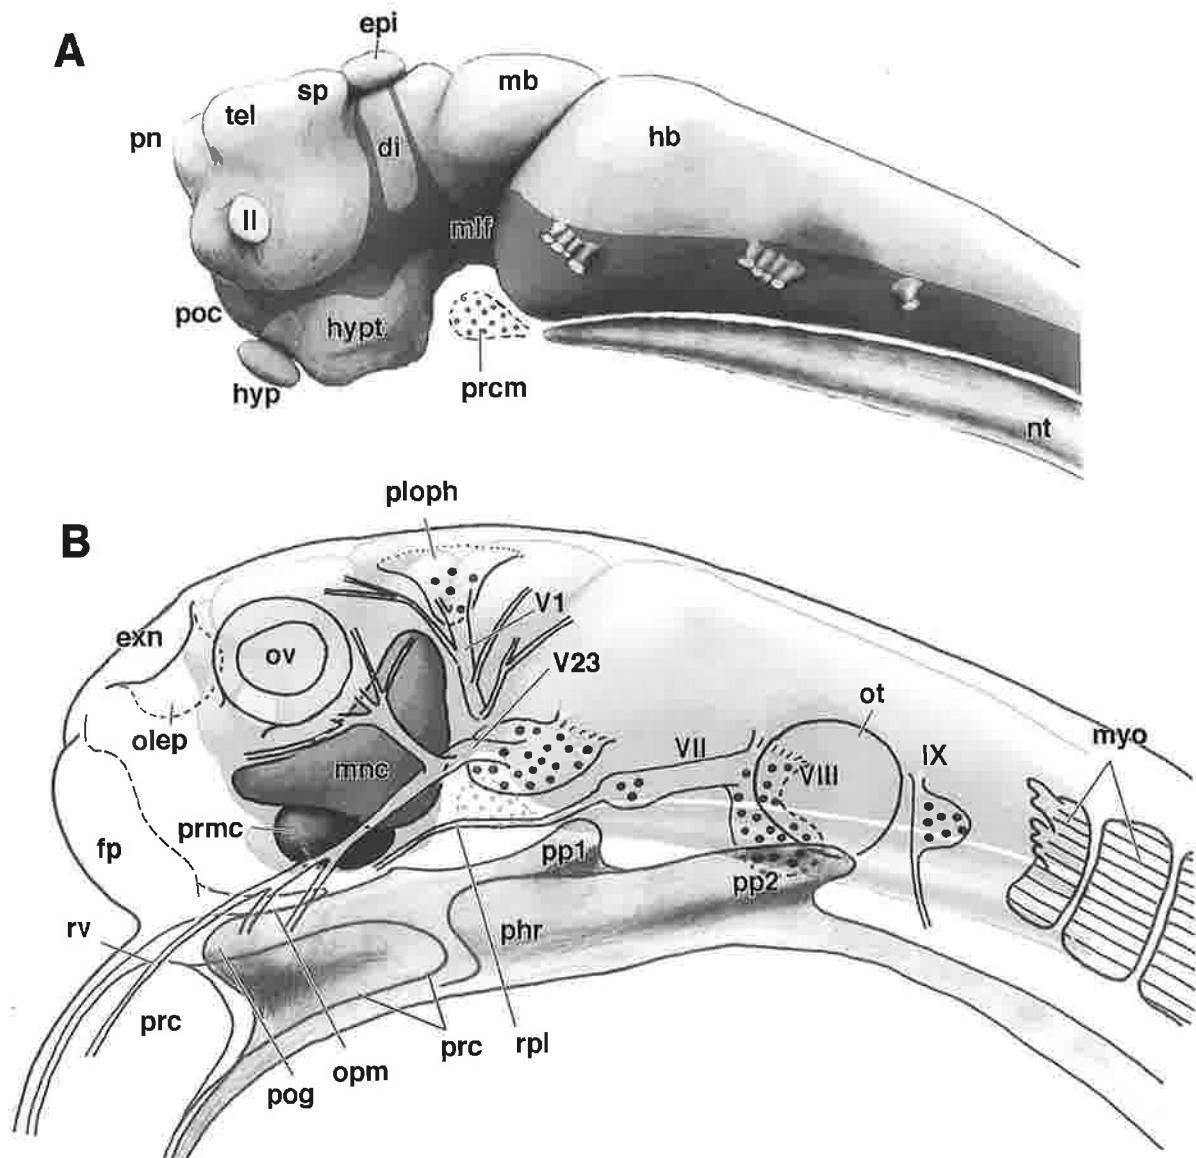 A
epi
sp
mb
tel
pn
hb
di
II
mlf
poc
hypt
hyp
prcm
nt
B
ploph
V1
exn
ov
V23
ot
olep
VII
VIII
IX
myo
mnc
prmc
fp
pp1
pp2
rv
phr
prc
prc
rpl
opm
pog